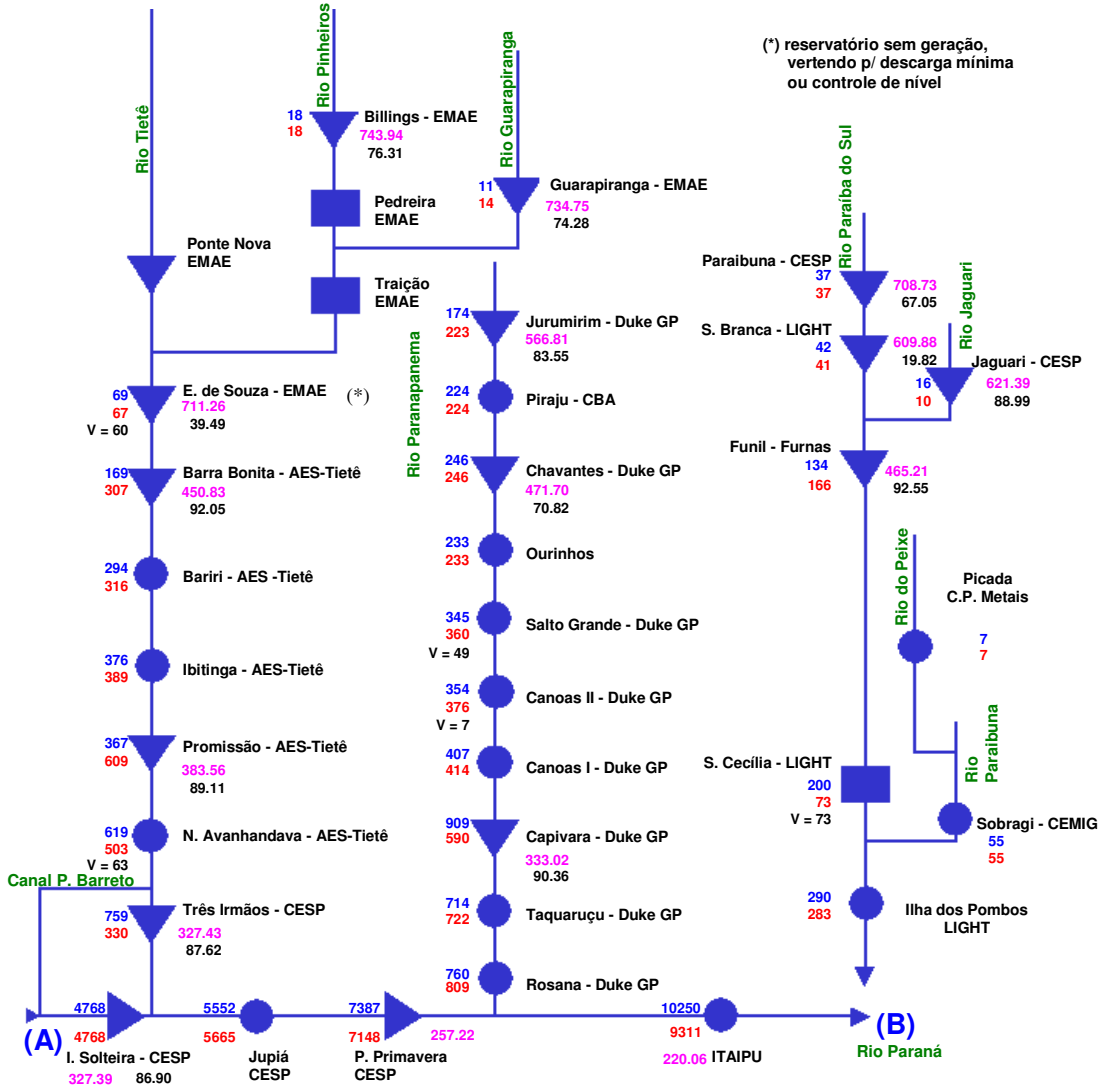 (*) reservatório sem geração,
vertendo p/ descarga mínima
ou controle de nível
Rio Tietê
Rio Pinheiros
Rio Guarapiranga
18
18
Billings - EMAE
743.94
76.31
Pedreira
EMAE
11
14
Guarapiranga - EMAE
734.75
74.28
Ponte Nova
EMAE
Traição
EMAE
69
67
V = 60
E. de Souza - EMAE (*)
711.26
39.49
169
307
Barra Bonita - AES-Tietê
450.83
92.05
294
316
Bariri - AES -Tietê
376
389
Ibitinga - AES-Tietê
367
609
Promissão - AES-Tietê
383.56
89.11
619
503
V = 63
N. Avanhandava - AES-Tietê
Canal P. Barreto
759
330
Três Irmãos - CESP
327.43
87.62
Rio Paranapanema
174
223
Jurumirim - Duke GP
566.81
83.55
224
224
Piraju - CBA
246
246
Chavantes - Duke GP
471.70
70.82
233
233
Ourinhos
345
360
V = 49
Salto Grande - Duke GP
354
376
V = 7
Canoas II - Duke GP
407
414
Canoas I - Duke GP
909
590
Capivara - Duke GP
333.02
90.36
714
722
Taquaruçu - Duke GP
760
809
Rosana - Duke GP
Rio Paraíba do Sul
Rio Jaguari
Paraibuna - CESP
37
37
708.73
67.05
S. Branca - LIGHT
42
41
609.88
19.82
Jaguari - CESP
16
10
621.39
88.99
Funil - Furnas
134
166
465.21
92.55
Rio do Peixe
Picada
C.P. Metais
7
7
Rio
Paraibuna
S. Cecília - LIGHT
200
73
V = 73
Sobragi - CEMIG
55
55
290
283
Ilha dos Pombos
LIGHT
(A)
4768
4768
I. Solteira - CESP
327.39
86.90
5552
5665
Jupiá
CESP
7387
7148
257.22
P. Primavera
CESP
10250
9311
220.06
ITAIPU
(B)
Rio Paraná